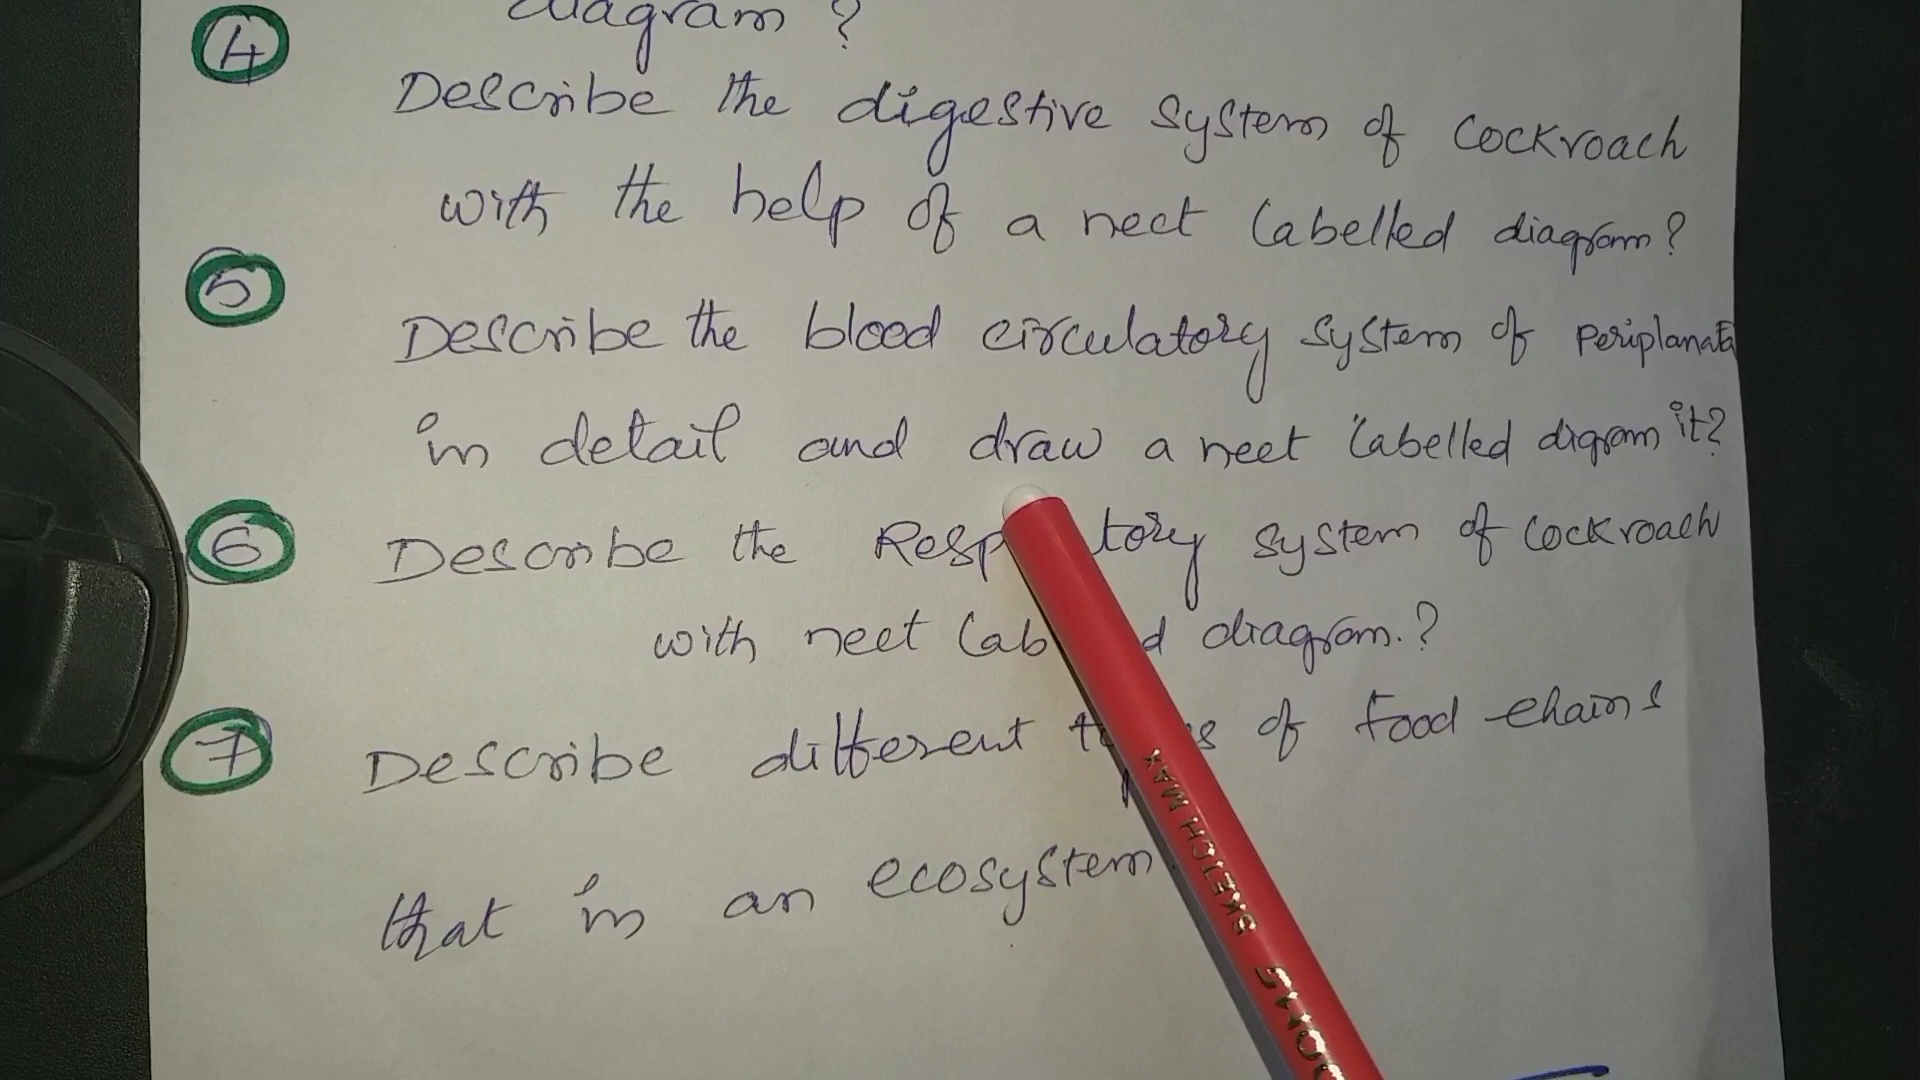 diagram ?
4
Describe the digestive system of cockroach
with the help of a neet labelled diagram?
5
Describe the blood circulatory system of periplanata
in detail and draw a neet labelled digram it?
6
Describe the Resp tory system of cockroach
with neet lab d diagram.?
7
Describe different of food chains
that in an ecosystem.
SKETCH MAX
DOMS